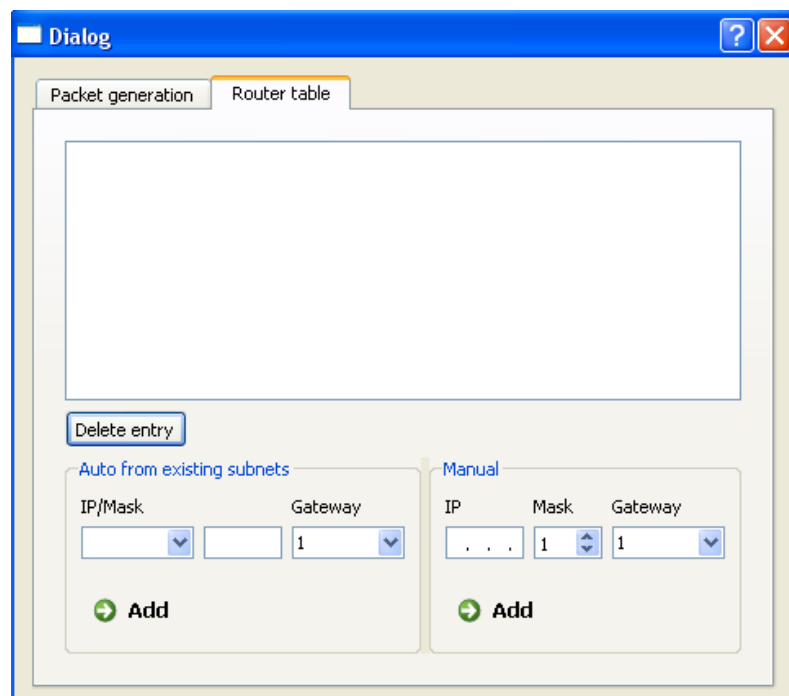 Dialog
Packet generation Router table
Delete entry
Auto from existing subnets Manual
IP/Mask Gateway IP Mask Gateway
1 . . . 1 1
Add Add